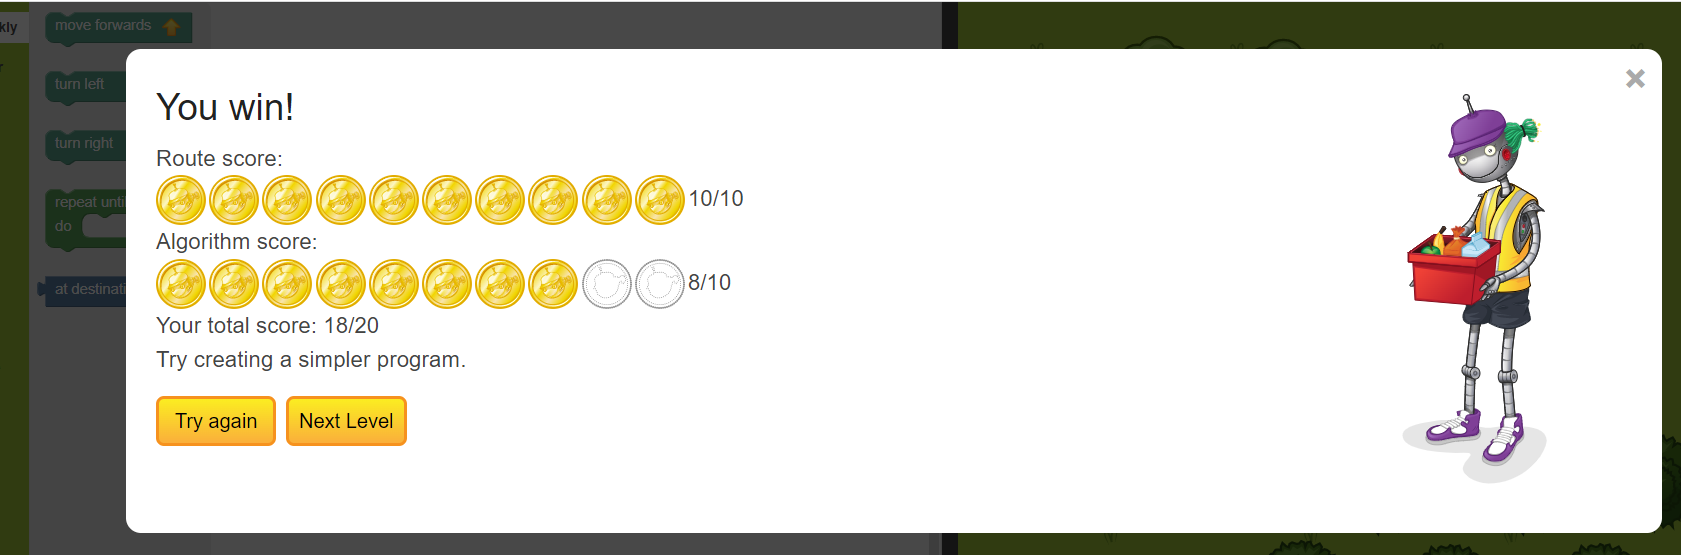 kly
move forwards
turn left
turn right
repeat until
do
at destinati
You win!
Route score:
10/10
Algorithm score:
8/10
Your total score: 18/20
Try creating a simpler program.
Try again
Next Level